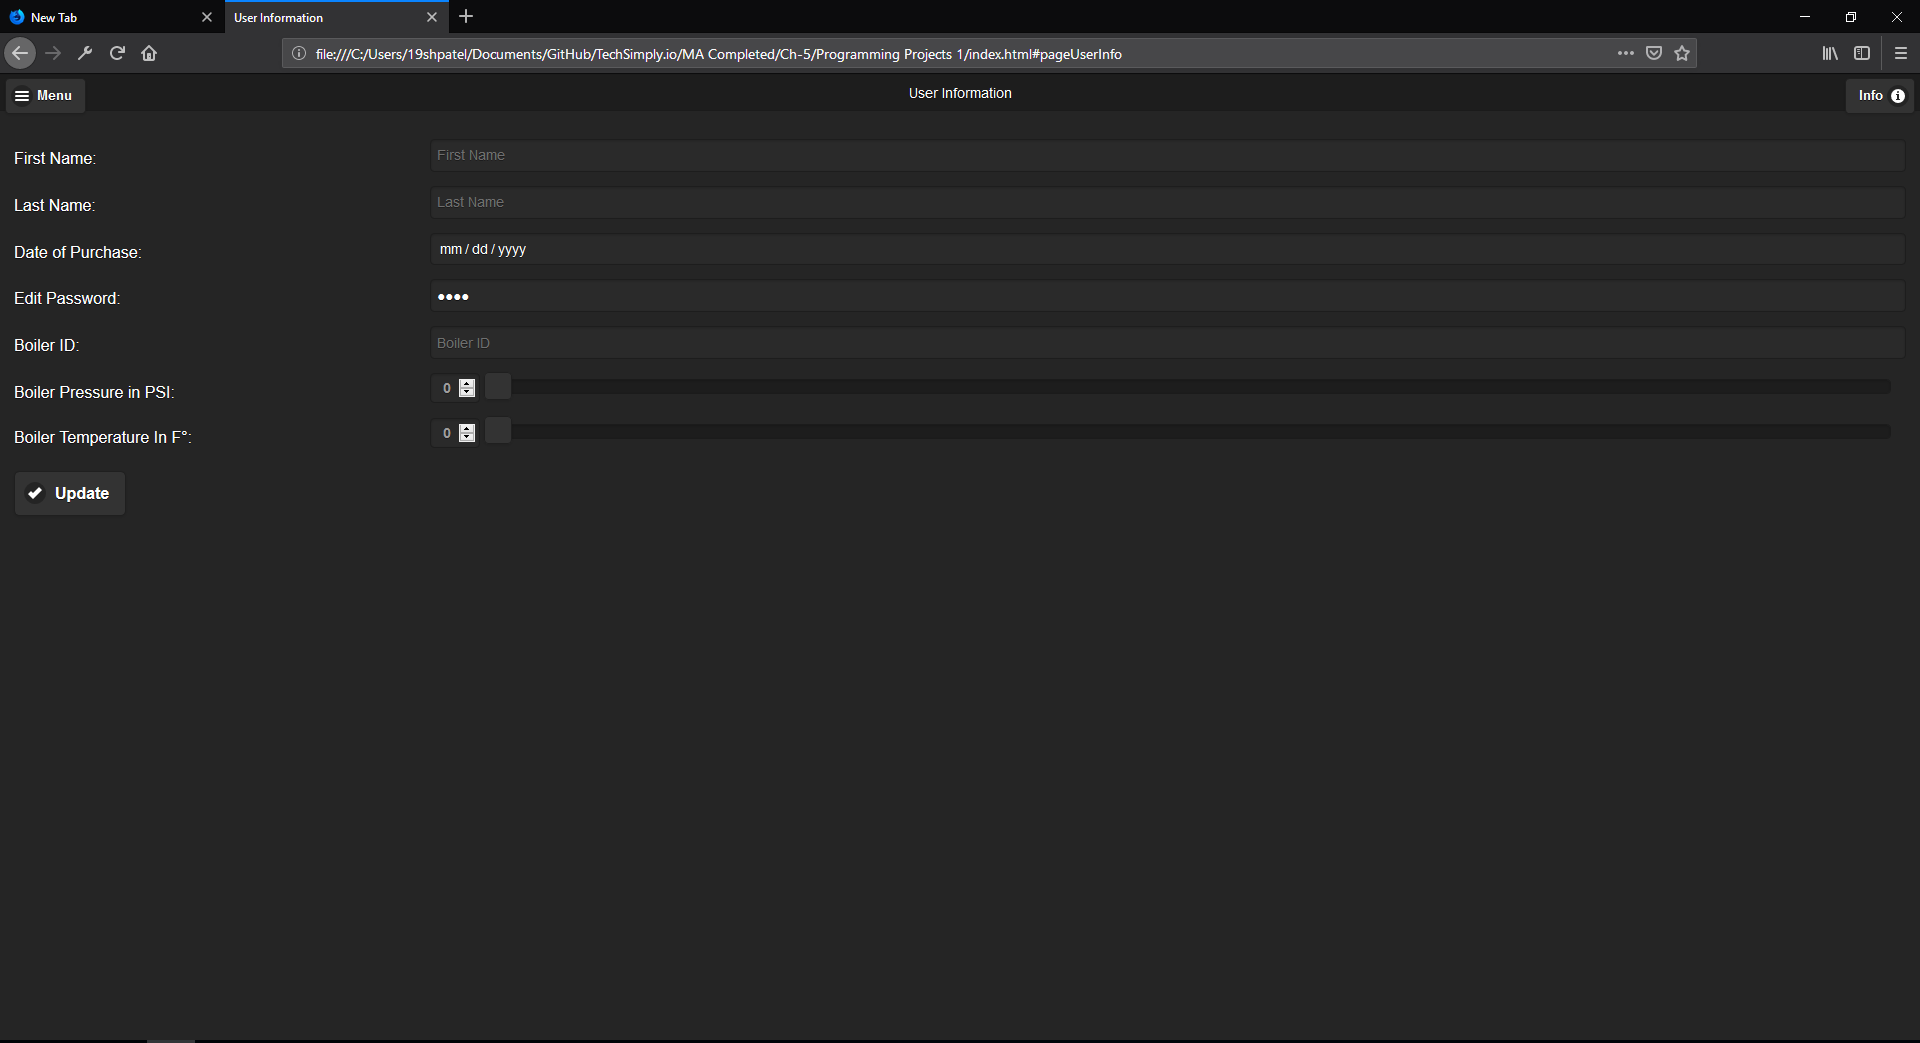 New Tab
User Information
file:///C:/Users/19shpatel/Documents/GitHub/TechSimply.io/MA Completed/Ch-5/Programming Projects 1/index.html#pageUserInfo
Menu
User Information
Info
First Name:
First Name
Last Name:
Last Name
Date of Purchase:
mm / dd / yyyy
Edit Password:
••••
Boiler ID:
Boiler ID
Boiler Pressure in PSI:
0
Boiler Temperature In F°:
0
Update